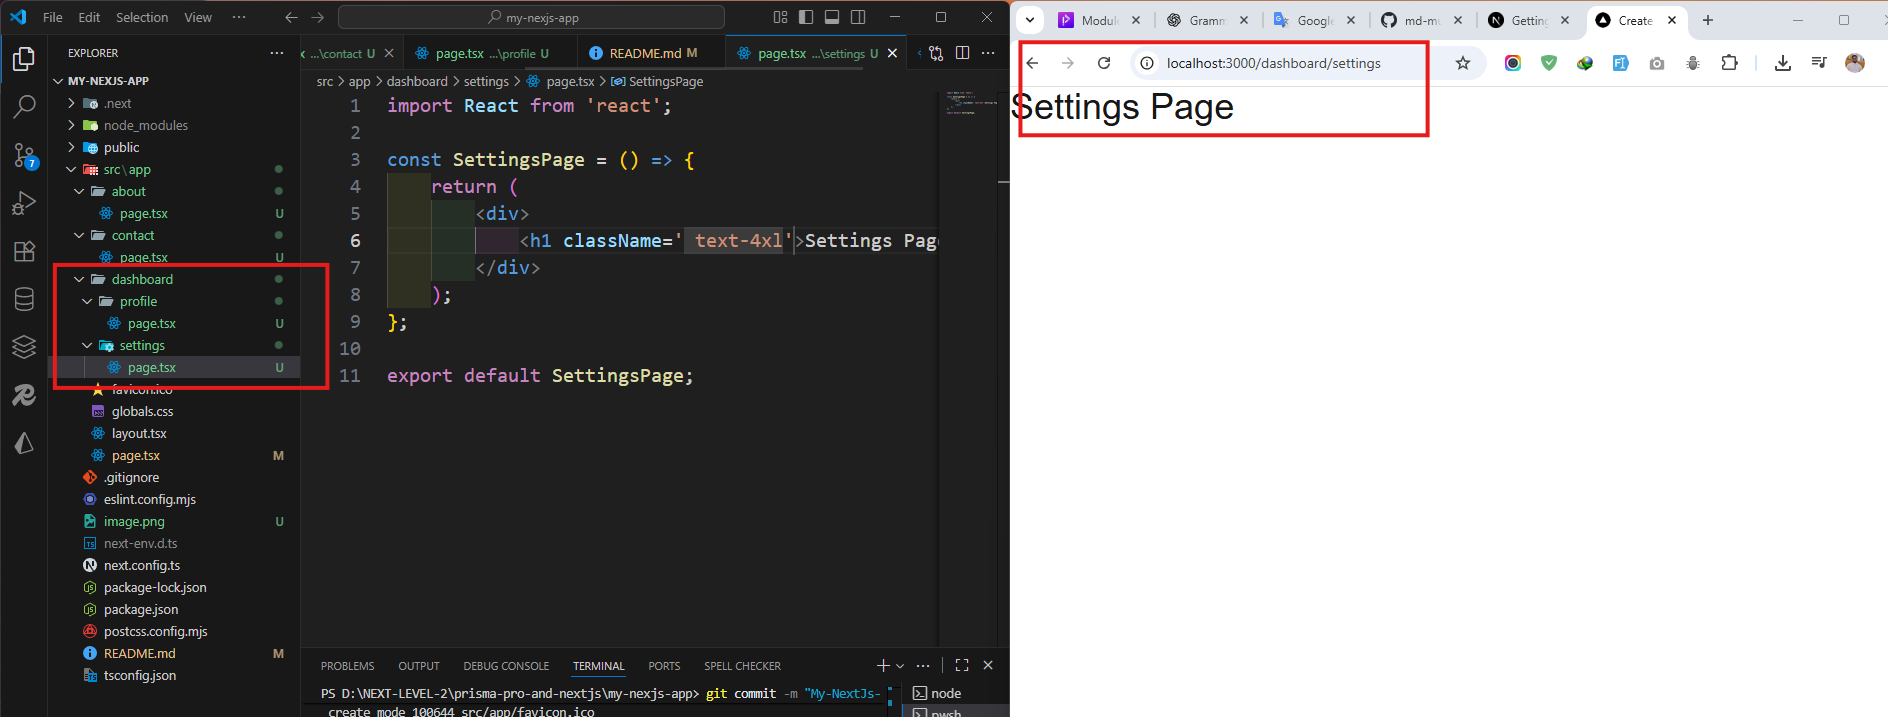 File Edit Selection View ··· my-nexjs-app
EXPLORER ···
MY-NEXJS-APP
.next
node_modules
public
src\app
about
page.tsx U
contact
page.tsx U
dashboard
profile
page.tsx U
settings
page.tsx U
favicon.ico
globals.css
layout.tsx
page.tsx M
.gitignore
eslint.config.mjs
image.png U
next-env.d.ts
next.config.ts
package-lock.json
package.json
postcss.config.mjs
README.md M
tsconfig.json
...\contact U page.tsx ...\profile U README.md M page.tsx ...\settings U
src > app > dashboard > settings > page.tsx > SettingsPage
1 import React from 'react';
2
3 const SettingsPage = () => {
4 return (
5 <div>
6 <h1 className=' text-4xl'>Settings Pag
7 </div>
8 );
9 };
10
11 export default SettingsPage;
PROBLEMS OUTPUT DEBUG CONSOLE TERMINAL PORTS SPELL CHECKER
PS D:\NEXT-LEVEL-2\prisma-pro-and-nextjs\my-nexjs-app> git commit -m "My-NextJs-
create mode 100644 src/app/favicon.ico
node
pwsh
7
Modul Gramm Google md-mu Getting Create
localhost:3000/dashboard/settings
Settings Page